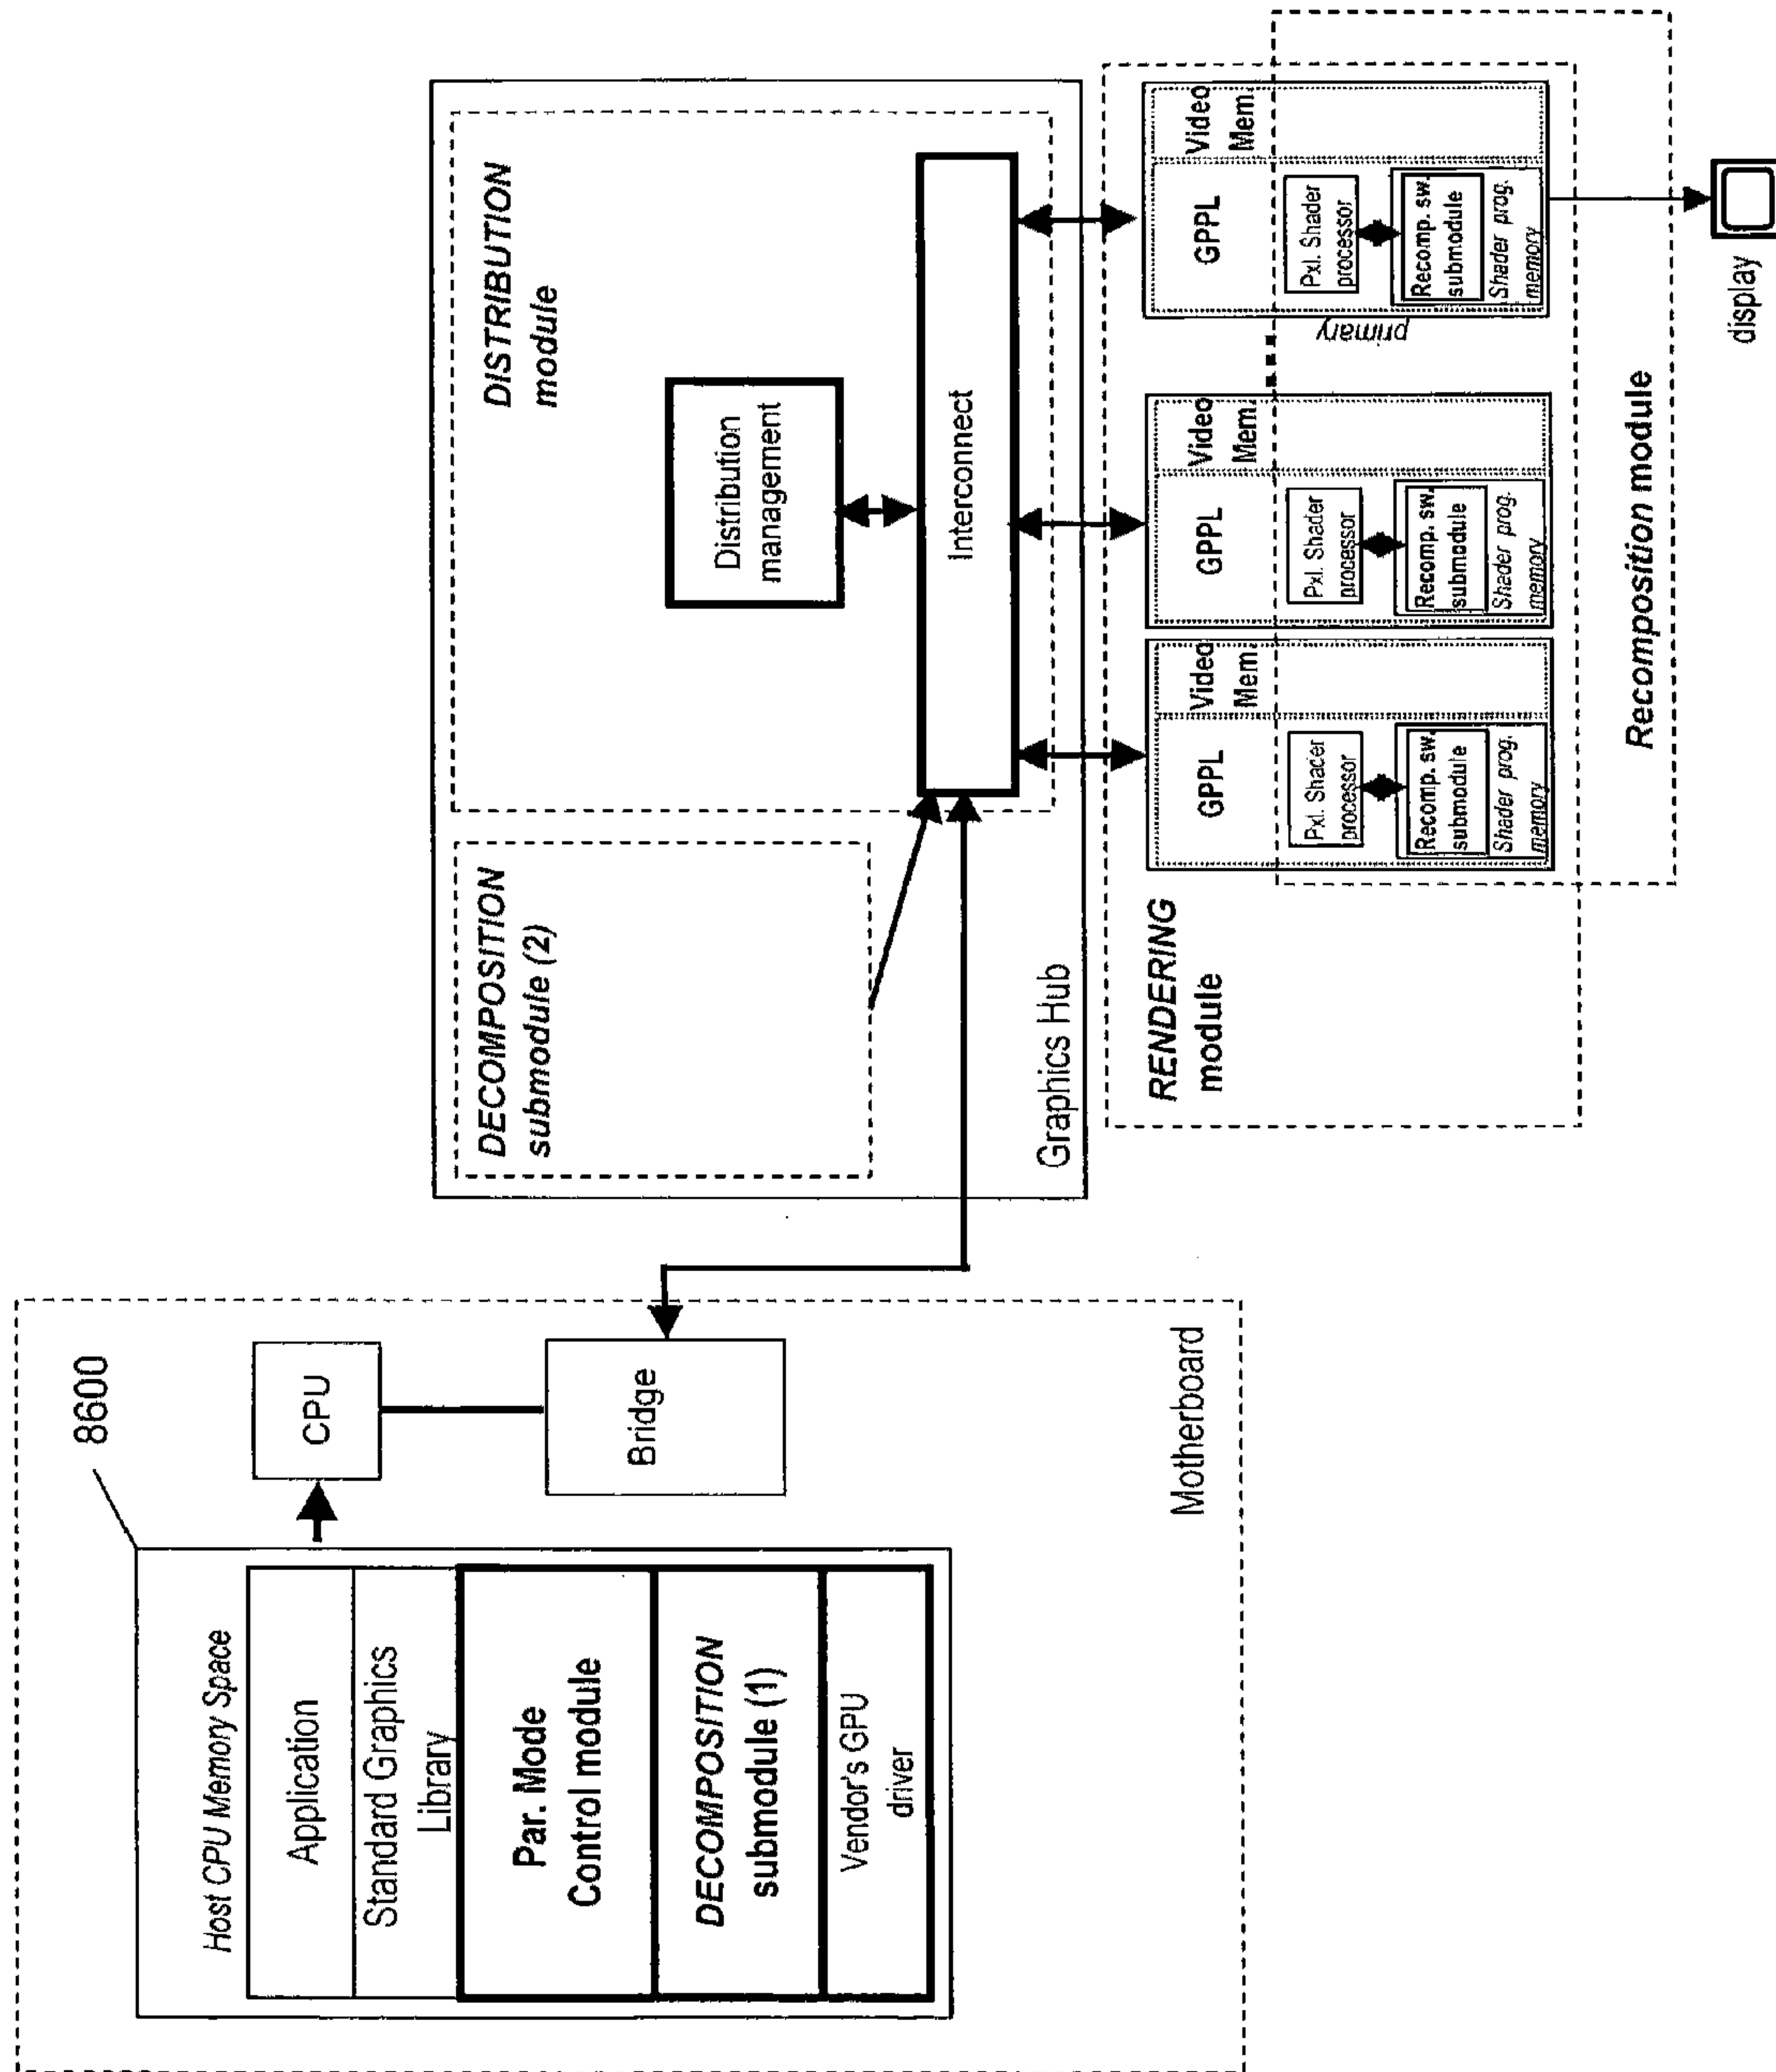 8600
Host CPU Memory Space
Application
Standard Graphics
Library
Par. Mode
Control module
DECOMPOSITION
submodule (1)
Vendor's GPU
driver
CPU
Bridge
Motherboard
DECOMPOSITION
submodule (2)
Graphics Hub
DISTRIBUTION
module
Distribution
management
Interconnect
RENDERING
module
GPPL
Video
Mem.
Pxl. Shader
processor
Recomp. sw.
submodule
Shader prog.
memory
GPPL
Video
Mem.
Pxl. Shader
processor
Recomp. sw.
submodule
Shader prog.
memory
primary
GPPL
Video
Mem.
Pxl. Shader
processor
Recomp. sw.
submodule
Shader prog.
memory
Recomposition module
display